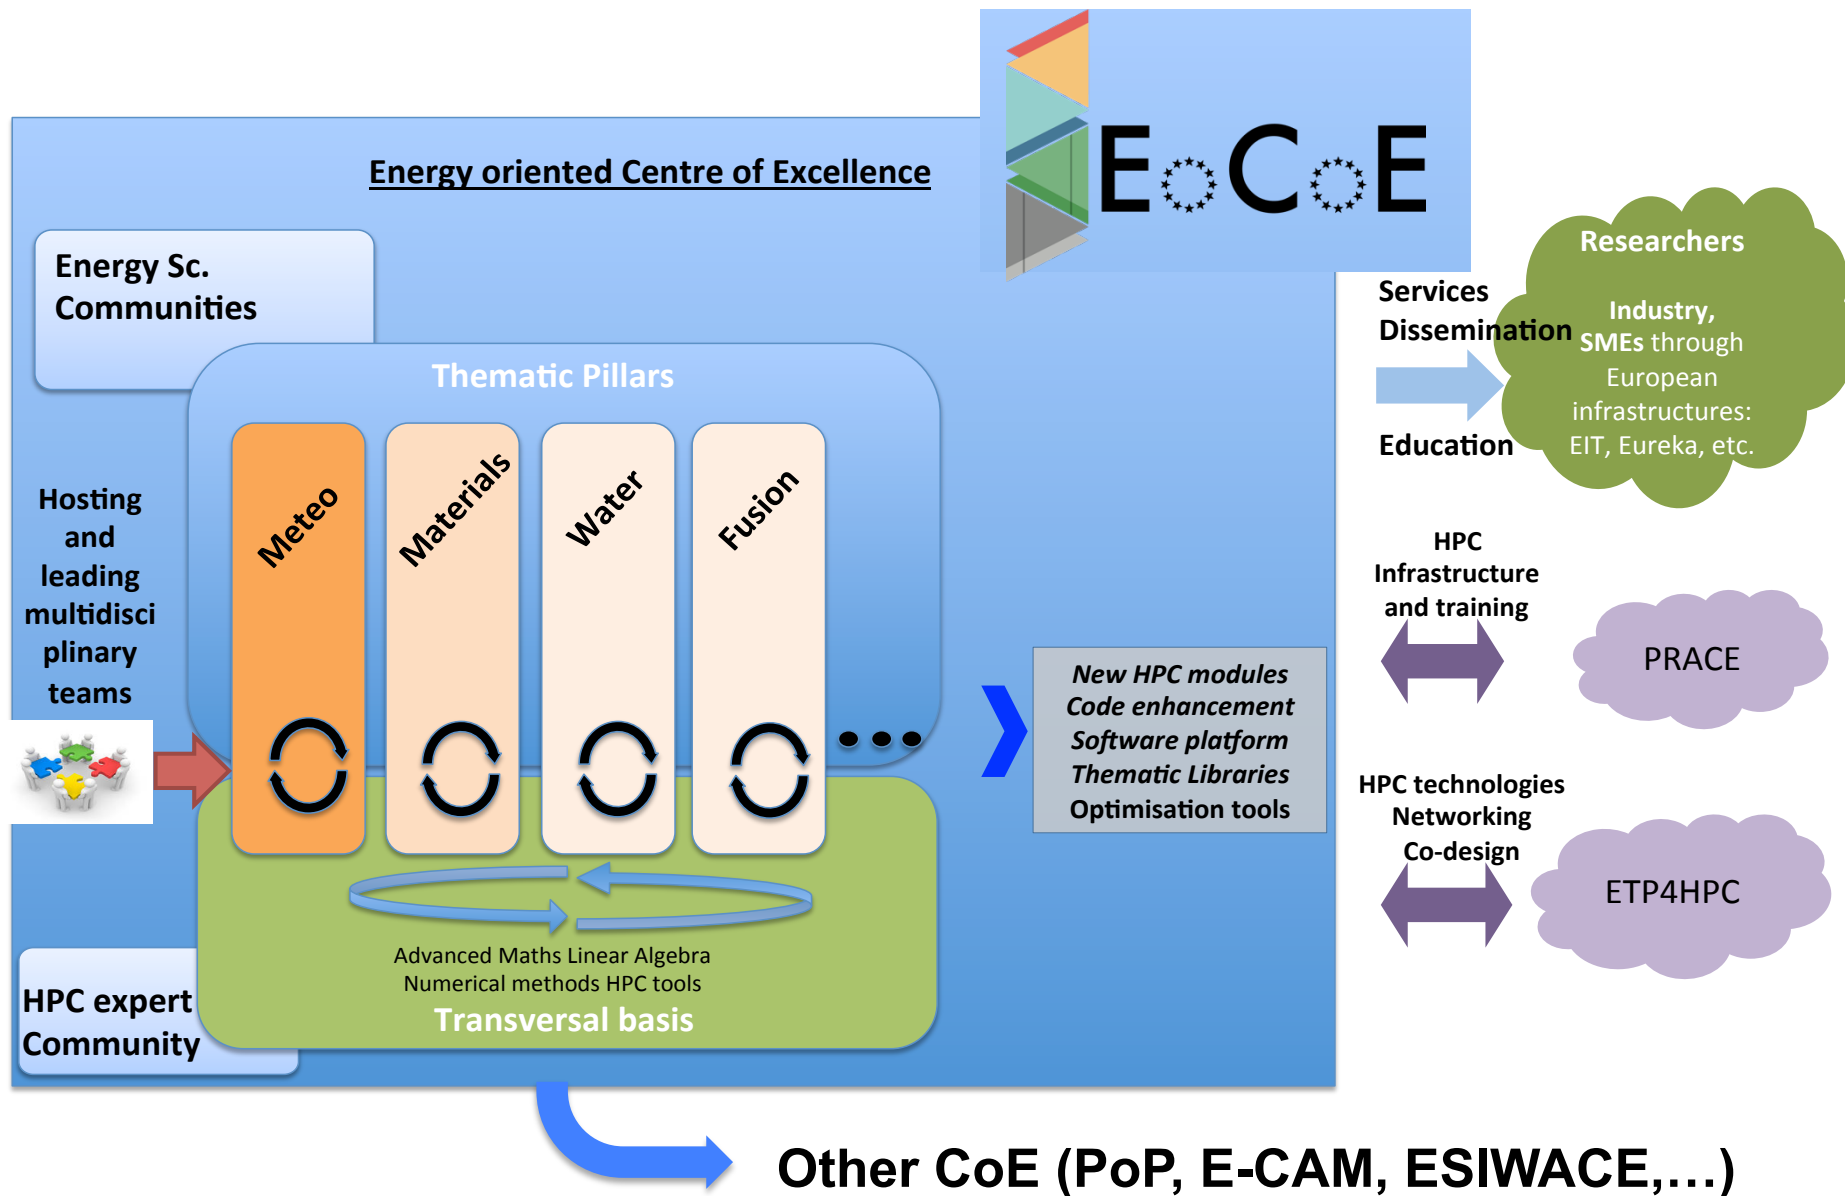 EoCoE
Energy oriented Centre of Excellence
Energy Sc.
Communities
Thematic Pillars
Meteo
Materials
Water
Fusion
Hosting
and
leading
multidisci
plinary
teams
New HPC modules
Code enhancement
Software platform
Thematic Libraries
Optimisation tools
Advanced Maths Linear Algebra
Numerical methods HPC tools
Transversal basis
HPC expert
Community
Services
Dissemination
Education
Researchers
Industry,
SMEs through
European
infrastructures:
EIT, Eureka, etc.
HPC
Infrastructure
and training
PRACE
HPC technologies
Networking
Co-design
ETP4HPC
Other CoE (PoP, E-CAM, ESIWACE,…)